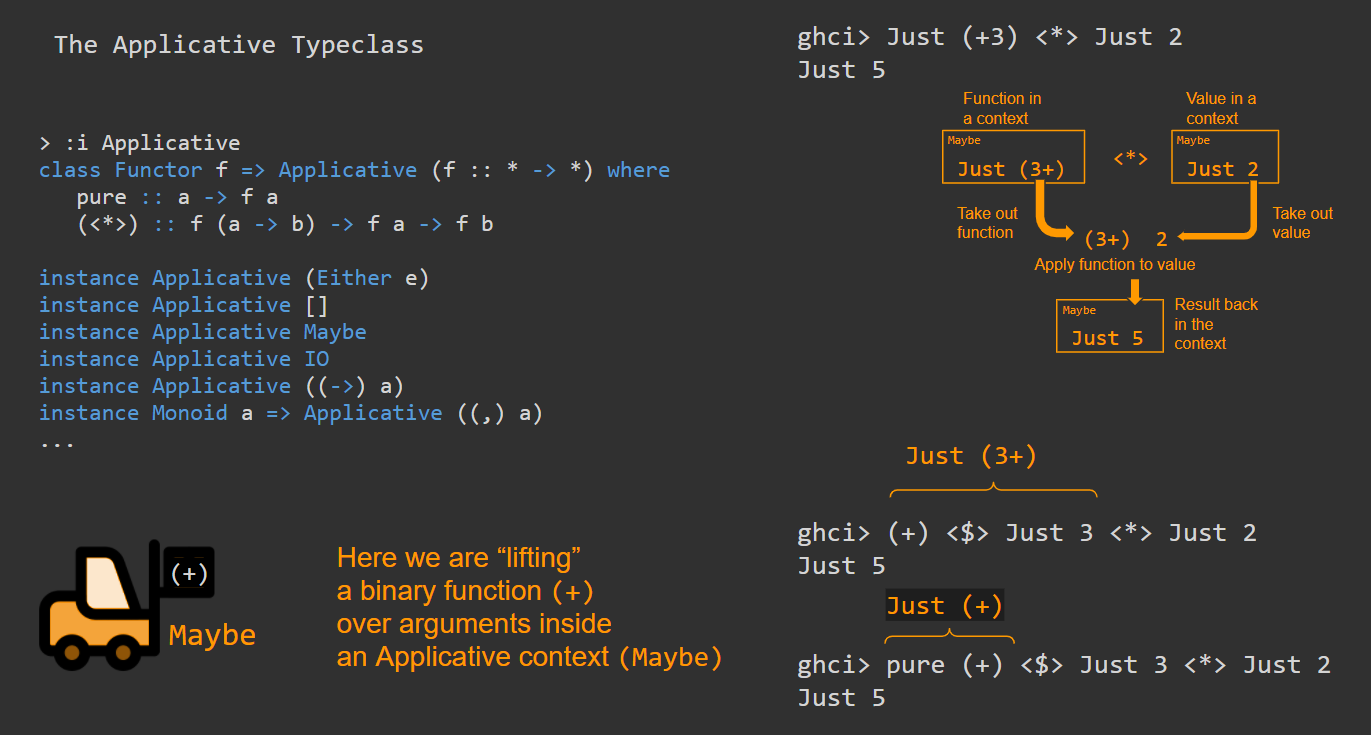 The Applicative Typeclass
> :i Applicative
class Functor f => Applicative (f :: * -> *) where
pure :: a -> f a
(<*>) :: f (a -> b) -> f a -> f b
instance Applicative (Either e)
instance Applicative []
instance Applicative Maybe
instance Applicative IO
instance Applicative ((->) a)
instance Monoid a => Applicative ((,) a)
...
(+)
Maybe
Here we are “lifting”
a binary function (+)
over arguments inside
an Applicative context (Maybe)
ghci> Just (+3) <*> Just 2
Just 5
Function in
a context
Value in a
context
Maybe
Just (3+)
<*>
Maybe
Just 2
Take out
function
Take out
value
(3+) 2
Apply function to value
Maybe
Just 5
Result back
in the
context
Just (3+)
ghci> (+) <$> Just 3 <*> Just 2
Just 5
Just (+)
ghci> pure (+) <$> Just 3 <*> Just 2
Just 5